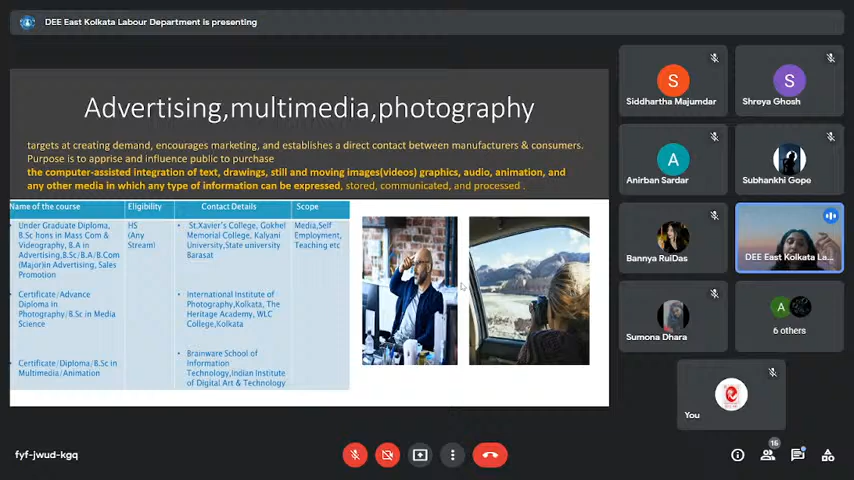 DEE East Kolkata Labour Department is presenting
Advertising,multimedia,photography
targets at creating demand, encourages marketing, and establishes a direct contact between manufacturers & consumers.
Purpose is to apprise and influence public to purchase
the computer-assisted integration of text, drawings, still and moving images(videos) graphics, audio, animation, and
any other media in which any type of information can be expressed, stored, communicated, and processed .
Name of the course
Eligibility
Contact Details
Scope
• Under Graduate Diploma,
B.Sc hons in Mass Com &
Videography, B.A in
Advertising,B.Sc/B.A/B.Com
(Major)in Advertising, Sales
Promotion
HS
(Any
Stream)
• St.Xavier's College, Gokhel
Memorial College, Kalyani
University,State university
Barasat
Media,Self
Employment,
Teaching etc
• Certificate/Advance
Diploma in
Photography/B.Sc in Media
Science
• International Institute of
Photography,Kolkata, The
Heritage Academy, WLC
College,Kolkata
• Certificate/Diploma/B.Sc in
Multimedia/Animation
• Brainware School of
Information
Technology,Indian Institute
of Digital Art & Technology
S
Siddhartha Majumdar
S
Shreya Ghosh
A
Anirban Sardar
Subhankhi Gope
Bannya RuiDas
DEE East Kolkata La...
Sumona Dhara
A
6 others
You
fyf-jwud-kgq
16